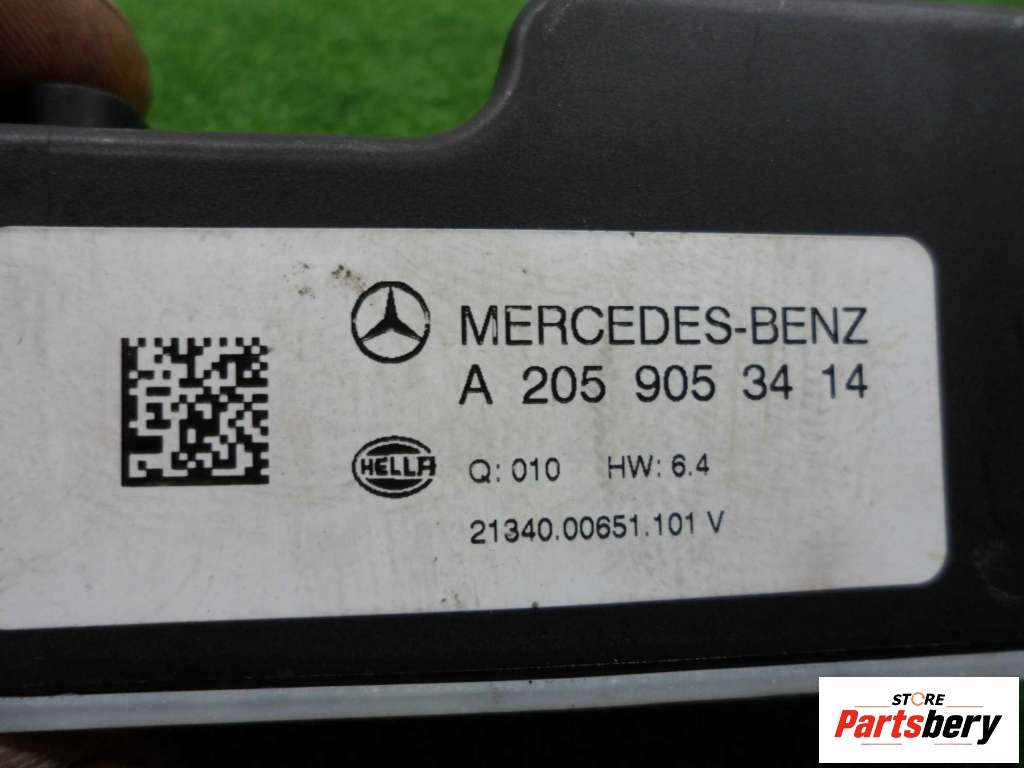 MERCEDES-BENZ
A 205 905 34 14
HELLA
Q: 010 HW: 6.4
21340.00651.101 V
STORE
Partsbery